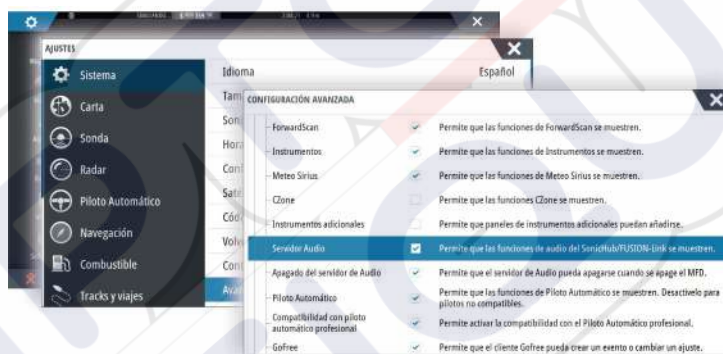 AJUSTES
Sistema
Carta
Sonda
Radar
Piloto Automático
Navegación
Combustible
Tracks y viajes
Idioma Español
Tam
Son
Hora
Con
Saté
Cód
Volv
Con
Avan
CONFIGURACIÓN AVANZADA
ForwardScan Permite que las funciones de ForwardScan se muestren.
Instrumentos Permite que las funciones de Instrumentos se muestren.
Meteo Sirius Permite que las funciones de Meteo Sirius se muestren.
CZone Permite que las funciones CZone se muestren.
Instrumentos adicionales Permite que paneles de instrumentos adicionales puedan añadirse.
Servidor Audio Permite que las funciones de audio del SonicHub/FUSION-Link se muestren.
Apagado del servidor de Audio Permite que el servidor de Audio pueda apagarse cuando se apage el MFD.
Piloto Automático Permite que las funciones de Piloto Automático se muestren. Desactívelo para
pilotos no compatibles.
Compatibilidad con piloto
automático profesional Permite activar la compatibilidad con el Piloto Automático profesional.
GoFree Permite que el cliente Gofree pueda crear un evento o cambiar un ajuste.